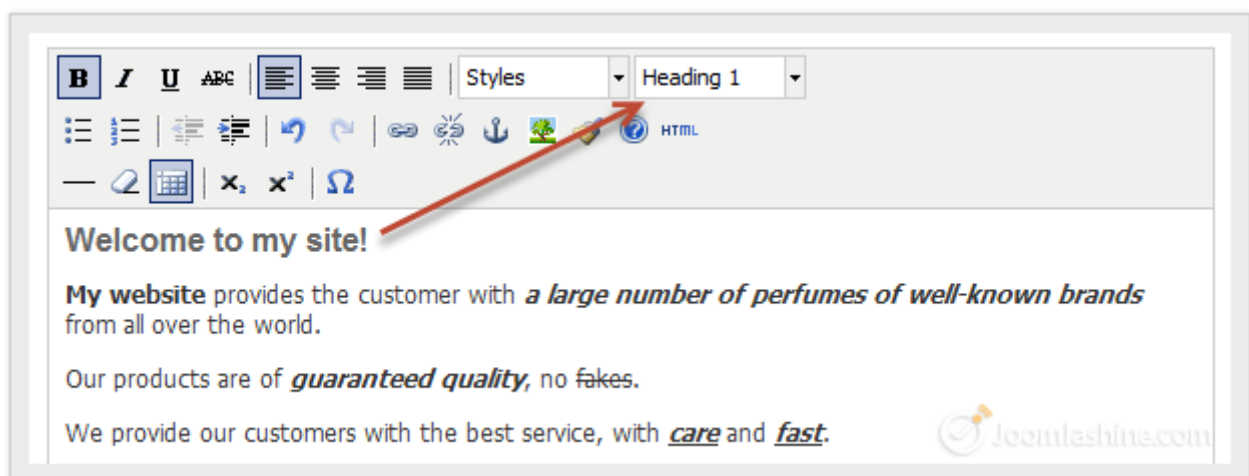 B I U ABC Styles Heading 1
HTML
x₂ x² Ω
Welcome to my site!
My website provides the customer with a large number of perfumes of well-known brands
from all over the world.
Our products are of guaranteed quality, no fakes.
We provide our customers with the best service, with care and fast.
Joomlashine.com